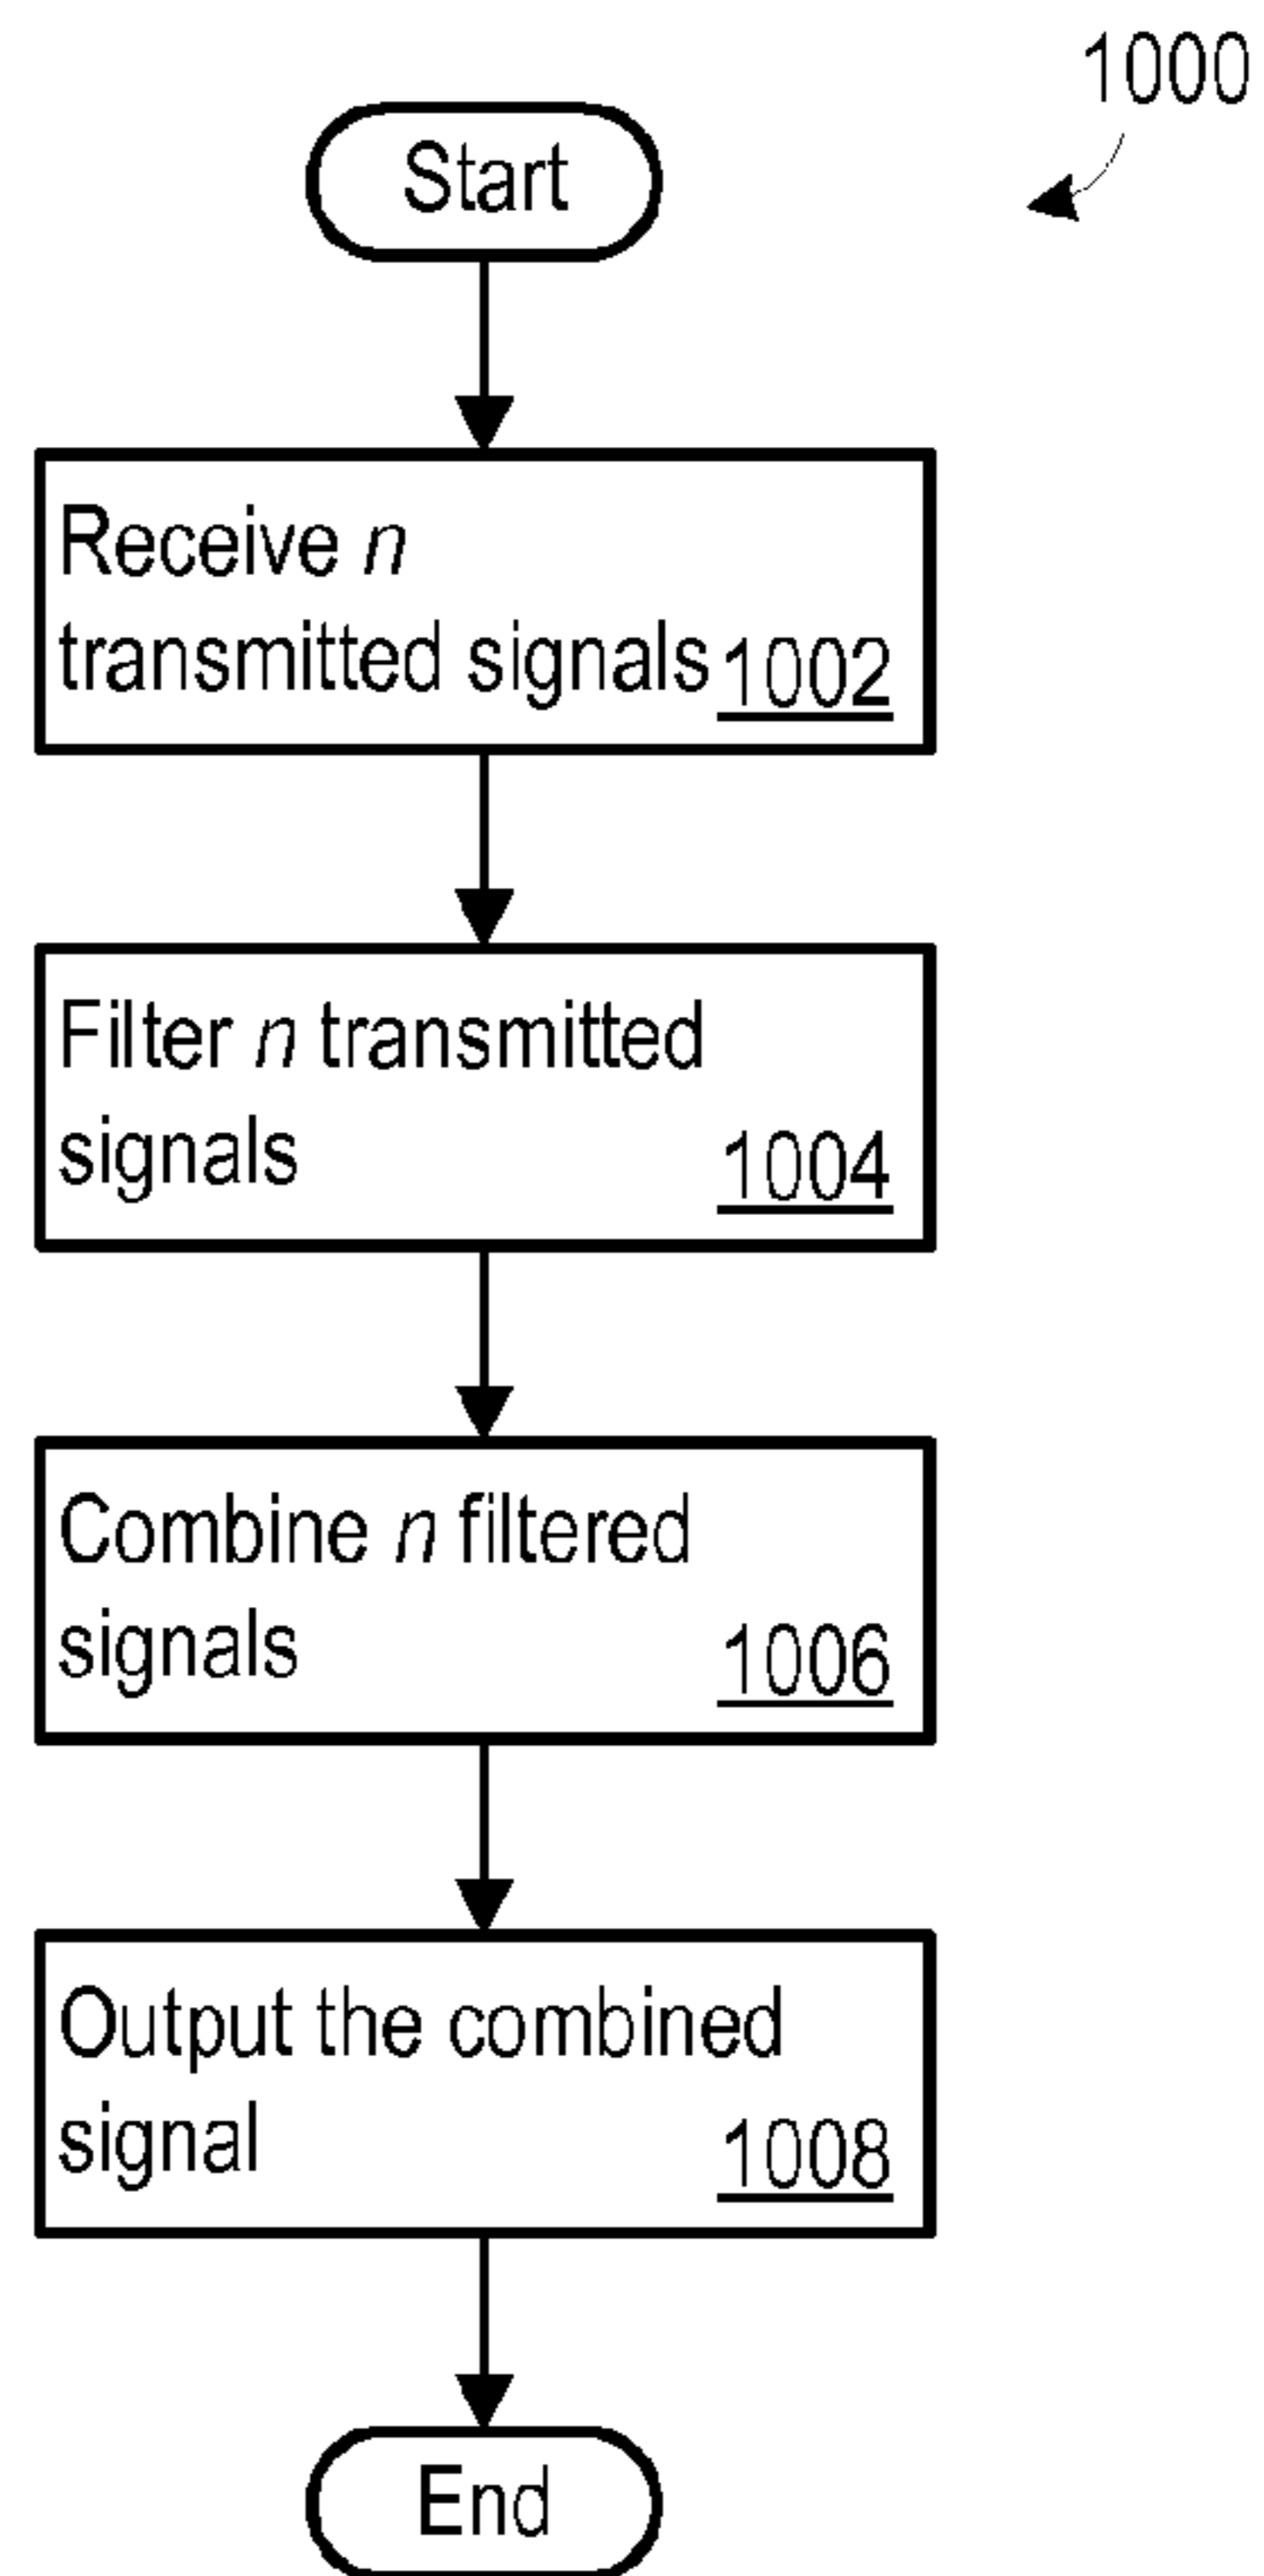 1000
Start
Receive n
transmitted signals 1002
Filter n transmitted
signals 1004
Combine n filtered
signals 1006
Output the combined
signal 1008
End